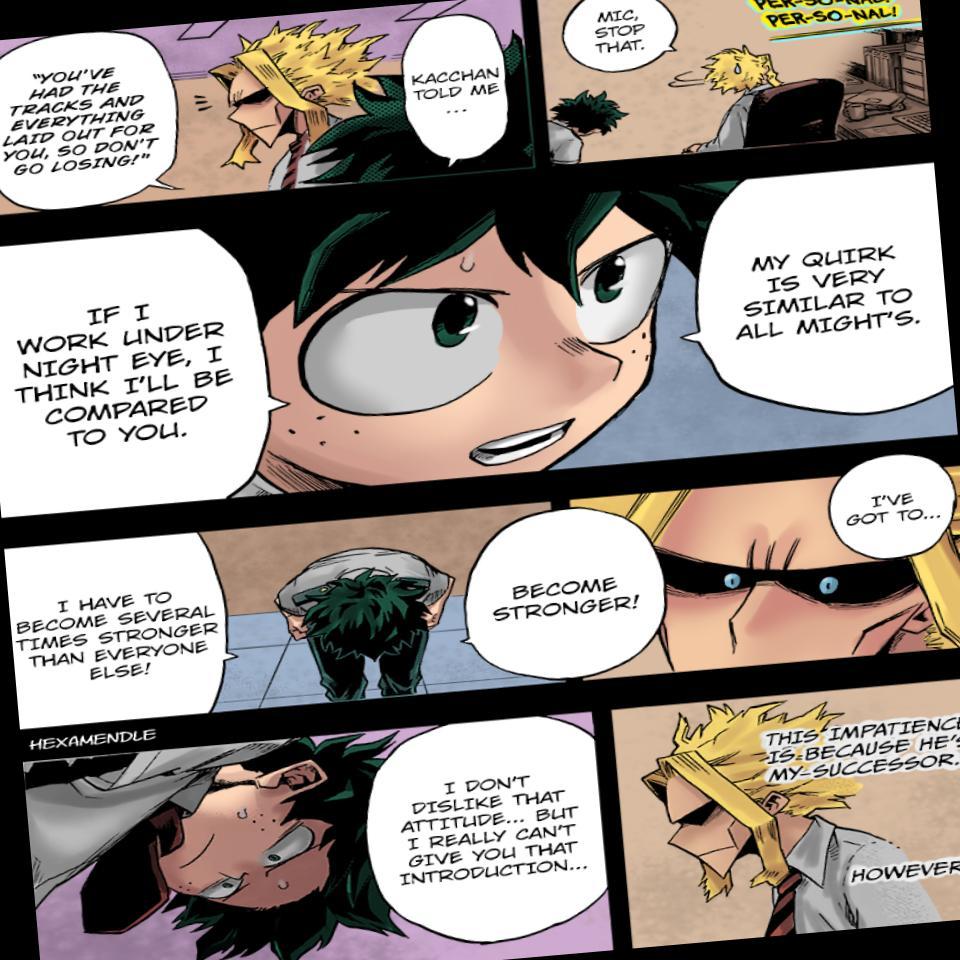 PER-SO-NAL!
PER-SO-NAL!
MIC,
STOP
THAT.
KACCHAN
TOLD ME
...
"YOU'VE
HAD THE
TRACKS AND
EVERYTHING
LAID OUT FOR
YOU, SO DON'T
GO LOSING!"
MY QUIRK
IS VERY
SIMILAR TO
ALL MIGHT'S.
IF I
WORK UNDER
NIGHT EYE, I
THINK I'LL BE
COMPARED
TO YOU.
I'VE
GOT TO...
BECOME
STRONGER!
I HAVE TO
BECOME SEVERAL
TIMES STRONGER
THAN EVERYONE
ELSE!
THIS IMPATIENCE
IS BECAUSE HE'S
MY SUCCESSOR.
HOWEVER
I DON'T
DISLIKE THAT
ATTITUDE... BUT
I REALLY CAN'T
GIVE YOU THAT
INTRODUCTION...
HEXAMENDLE